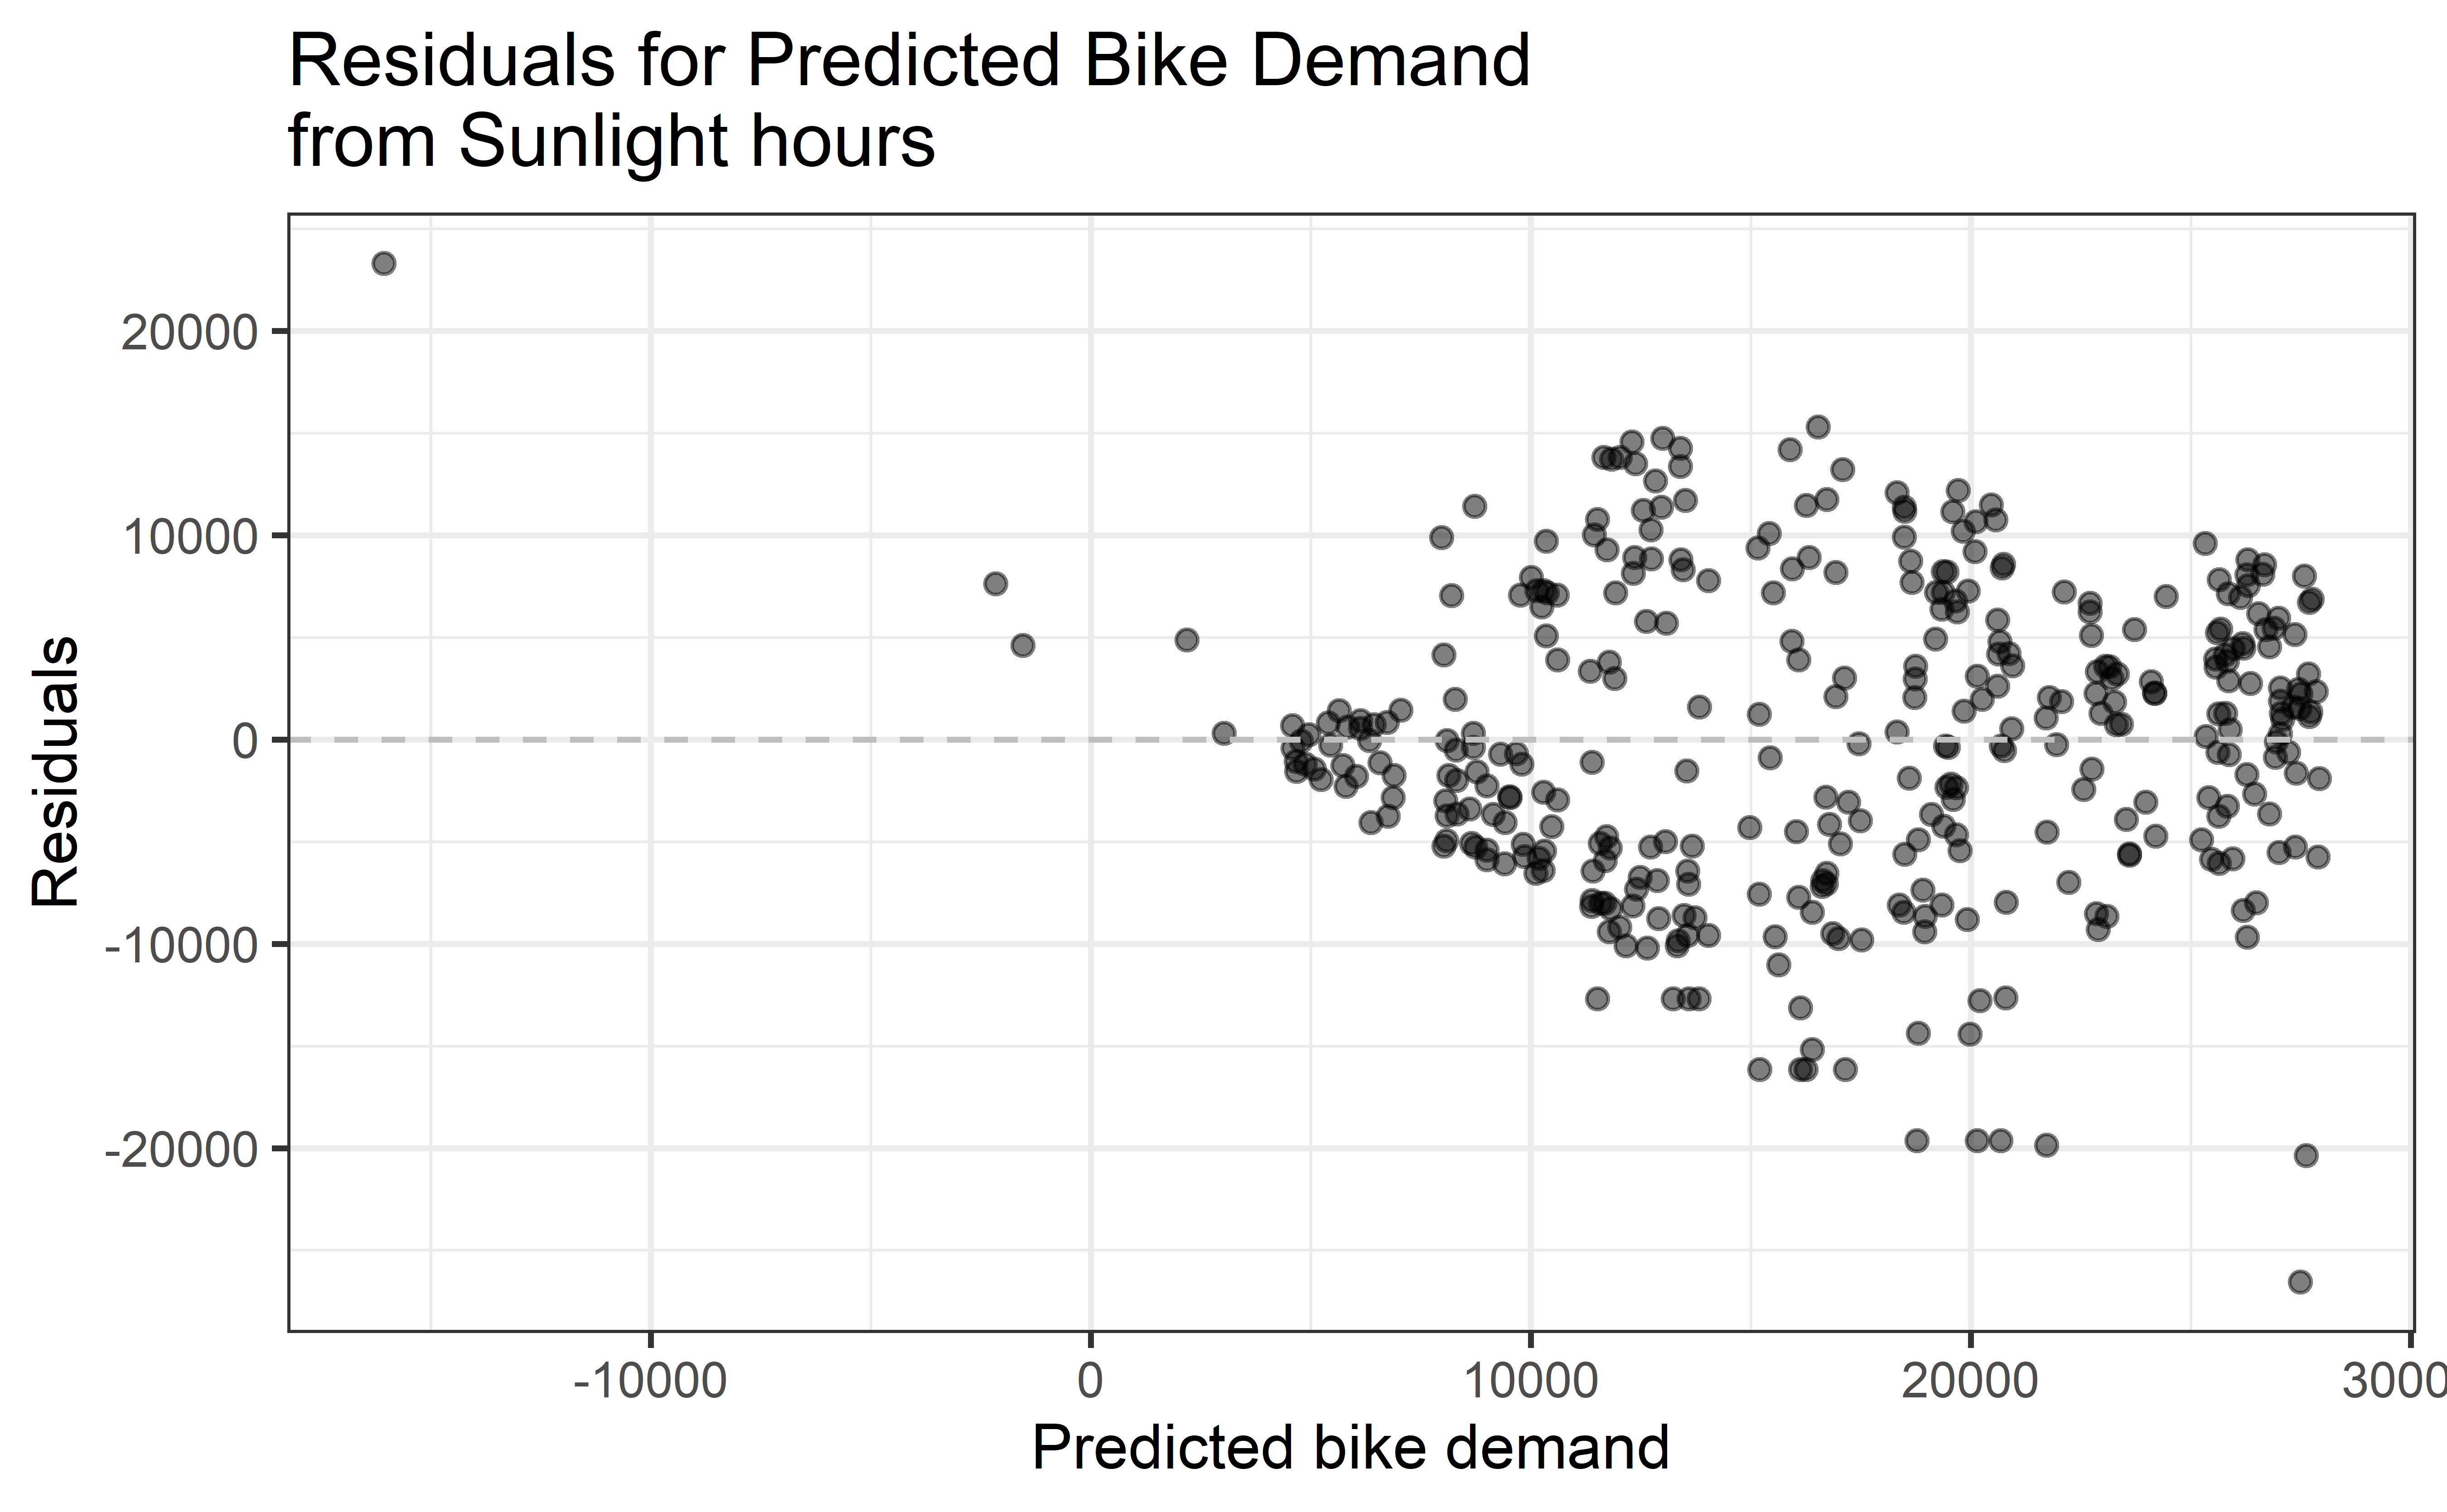 Residuals for Predicted Bike Demand
from Sunlight hours
Residuals
20000
10000
0
-10000
-20000
-10000 0 10000 20000 3000
Predicted bike demand